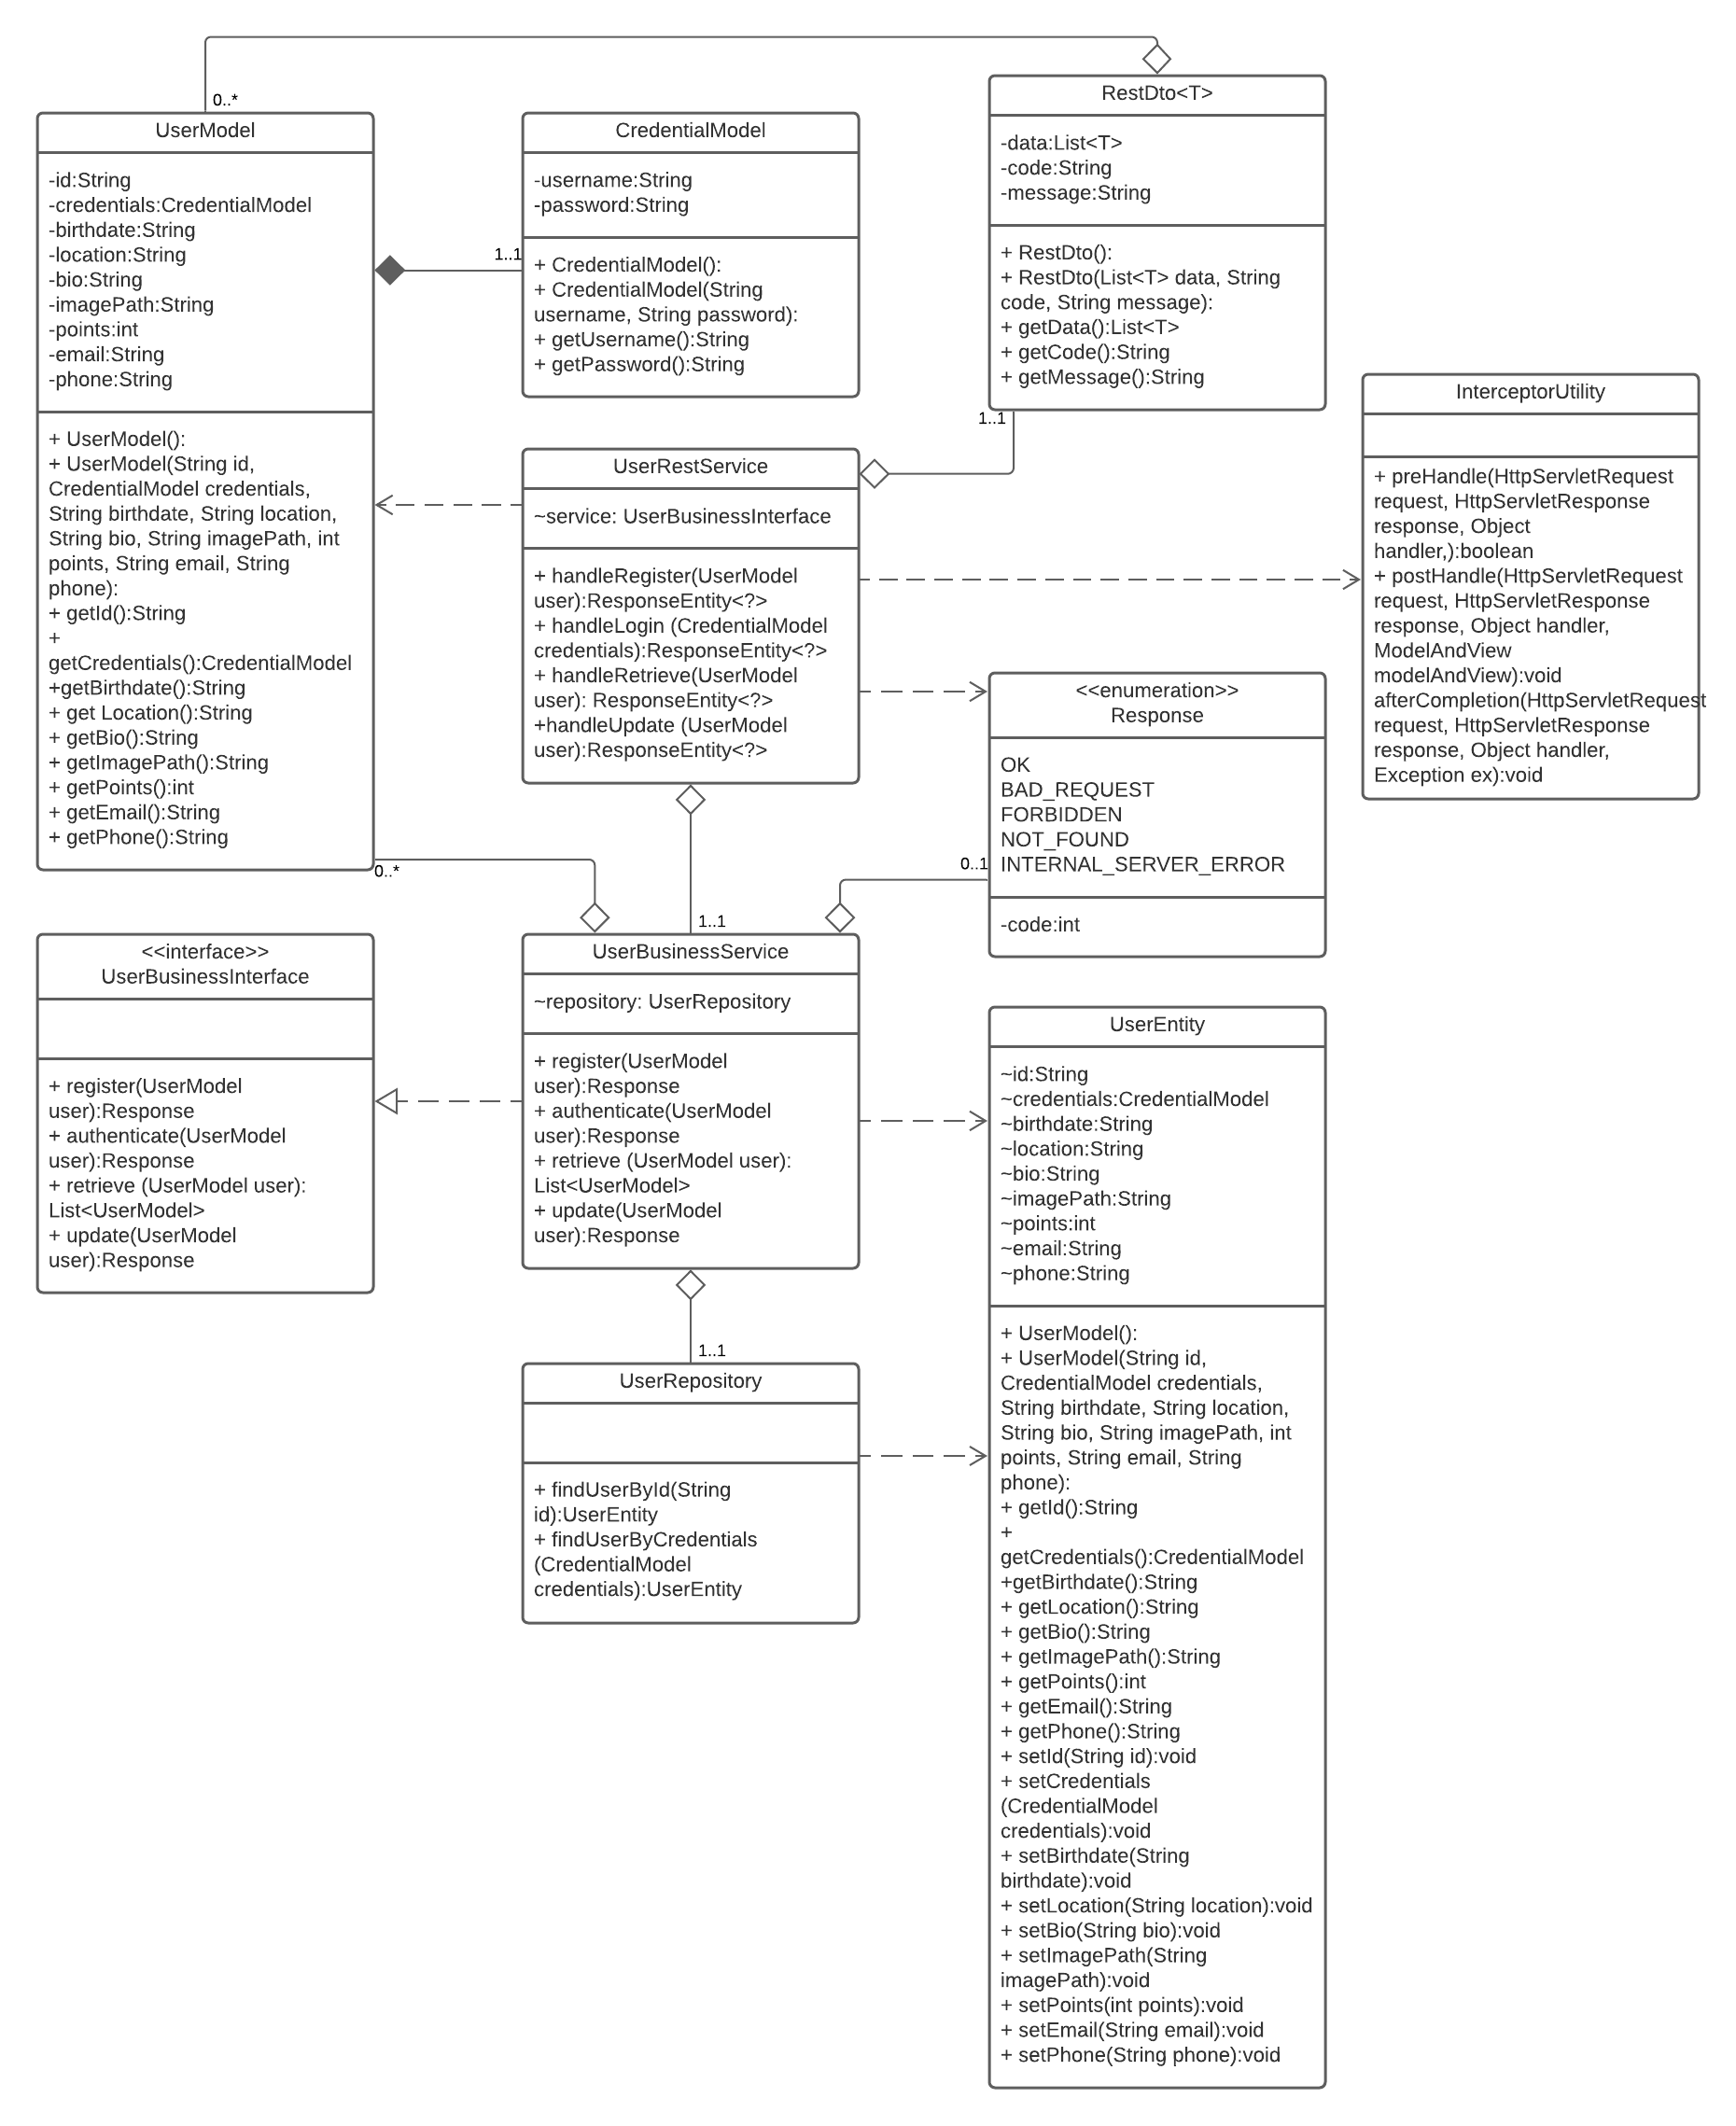 0..*
UserModel
-id:String
-credentials:CredentialModel
-birthdate:String
-location:String
-bio:String
-imagePath:String
-points:int
-email:String
-phone:String
+ UserModel():
+ UserModel(String id,
CredentialModel credentials,
String birthdate, String location,
String bio, String imagePath, int
points, String email, String
phone):
+ getId():String
+
getCredentials():CredentialModel
+getBirthdate():String
+ get Location():String
+ getBio():String
+ getImagePath():String
+ getPoints():int
+ getEmail():String
+ getPhone():String
0..*
CredentialModel
-username:String
-password:String
+ CredentialModel():
+ CredentialModel(String
username, String password):
+ getUsername():String
+ getPassword():String
1..1
RestDto<T>
-data:List<T>
-code:String
-message:String
+ RestDto():
+ RestDto(List<T> data, String
code, String message):
+ getData():List<T>
+ getCode():String
+ getMessage():String
1..1
InterceptorUtility
+ preHandle(HttpServletRequest
request, HttpServletResponse
response, Object
handler,):boolean
+ postHandle(HttpServletRequest
request, HttpServletResponse
response, Object handler,
ModelAndView
modelAndView):void
afterCompletion(HttpServletRequest
request, HttpServletResponse
response, Object handler,
Exception ex):void
UserRestService
~service: UserBusinessInterface
+ handleRegister(UserModel
user):ResponseEntity<?>
+ handleLogin (CredentialModel
credentials):ResponseEntity<?>
+ handleRetrieve(UserModel
user): ResponseEntity<?>
+handleUpdate (UserModel
user):ResponseEntity<?>
<<enumeration>>
Response
OK
BAD_REQUEST
FORBIDDEN
NOT_FOUND
INTERNAL_SERVER_ERROR
-code:int
0..1
1..1
<<interface>>
UserBusinessInterface
+ register(UserModel
user):Response
+ authenticate(UserModel
user):Response
+ retrieve (UserModel user):
List<UserModel>
+ update(UserModel
user):Response
UserBusinessService
~repository: UserRepository
+ register(UserModel
user):Response
+ authenticate(UserModel
user):Response
+ retrieve (UserModel user):
List<UserModel>
+ update(UserModel
user):Response
1..1
UserRepository
+ findUserById(String
id):UserEntity
+ findUserByCredentials
(CredentialModel
credentials):UserEntity
UserEntity
~id:String
~credentials:CredentialModel
~birthdate:String
~location:String
~bio:String
~imagePath:String
~points:int
~email:String
~phone:String
+ UserModel():
+ UserModel(String id,
CredentialModel credentials,
String birthdate, String location,
String bio, String imagePath, int
points, String email, String
phone):
+ getId():String
+
getCredentials():CredentialModel
+getBirthdate():String
+ getLocation():String
+ getBio():String
+ getImagePath():String
+ getPoints():int
+ getEmail():String
+ getPhone():String
+ setId(String id):void
+ setCredentials
(CredentialModel
credentials):void
+ setBirthdate(String
birthdate):void
+ setLocation(String location):void
+ setBio(String bio):void
+ setImagePath(String
imagePath):void
+ setPoints(int points):void
+ setEmail(String email):void
+ setPhone(String phone):void